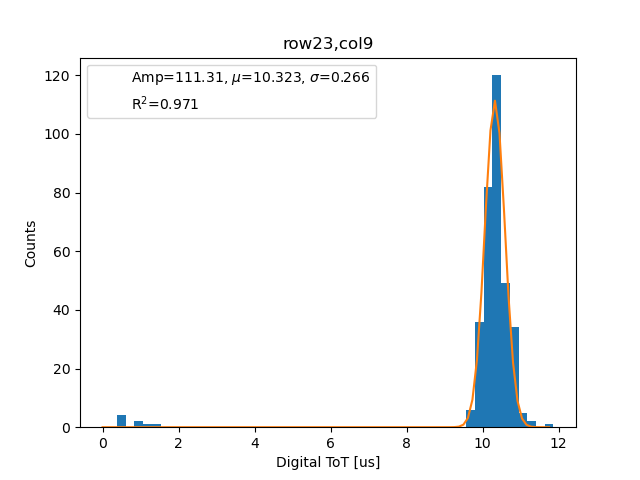 row23,col9
Amp=111.31, μ=10.323, σ=0.266
R²=0.971
120
100
80
60
40
20
0
Counts
0 2 4 6 8 10 12
Digital ToT [us]